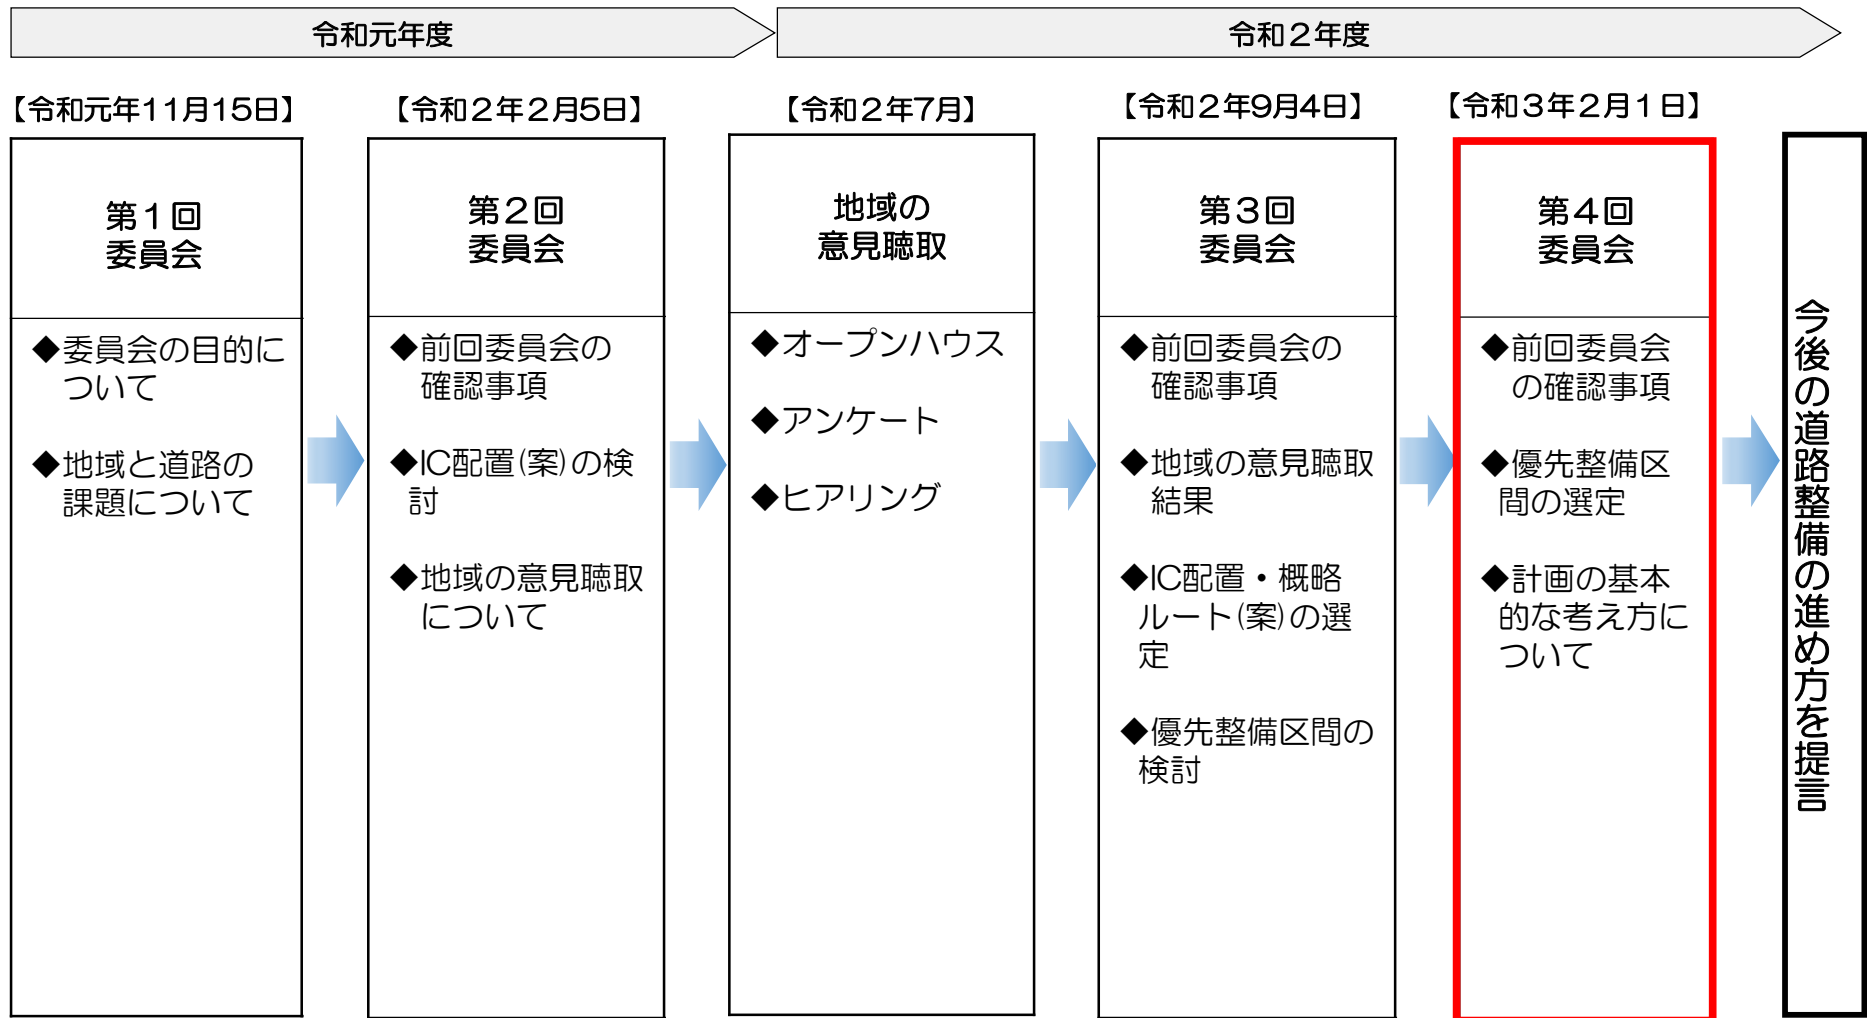 令和元年度
令和２年度
【令和元年11月15日】
第１回
委員会
◆委員会の目的に
ついて
◆地域と道路の
課題について
【令和２年２月5日】
第２回
委員会
◆前回委員会の
確認事項
◆IC配置(案)の検
討
◆地域の意見聴取
について
【令和２年7月】
地域の
意見聴取
◆オープンハウス
◆アンケート
◆ヒアリング
【令和２年9月4日】
第３回
委員会
◆前回委員会の
確認事項
◆地域の意見聴取
結果
◆IC配置・概略
ルート(案)の選
定
◆優先整備区間の
検討
【令和３年２月１日】
第４回
委員会
◆前回委員会
の確認事項
◆優先整備区
間の選定
◆計画の基本
的な考え方に
ついて
今後の道路整備の進め方を提言